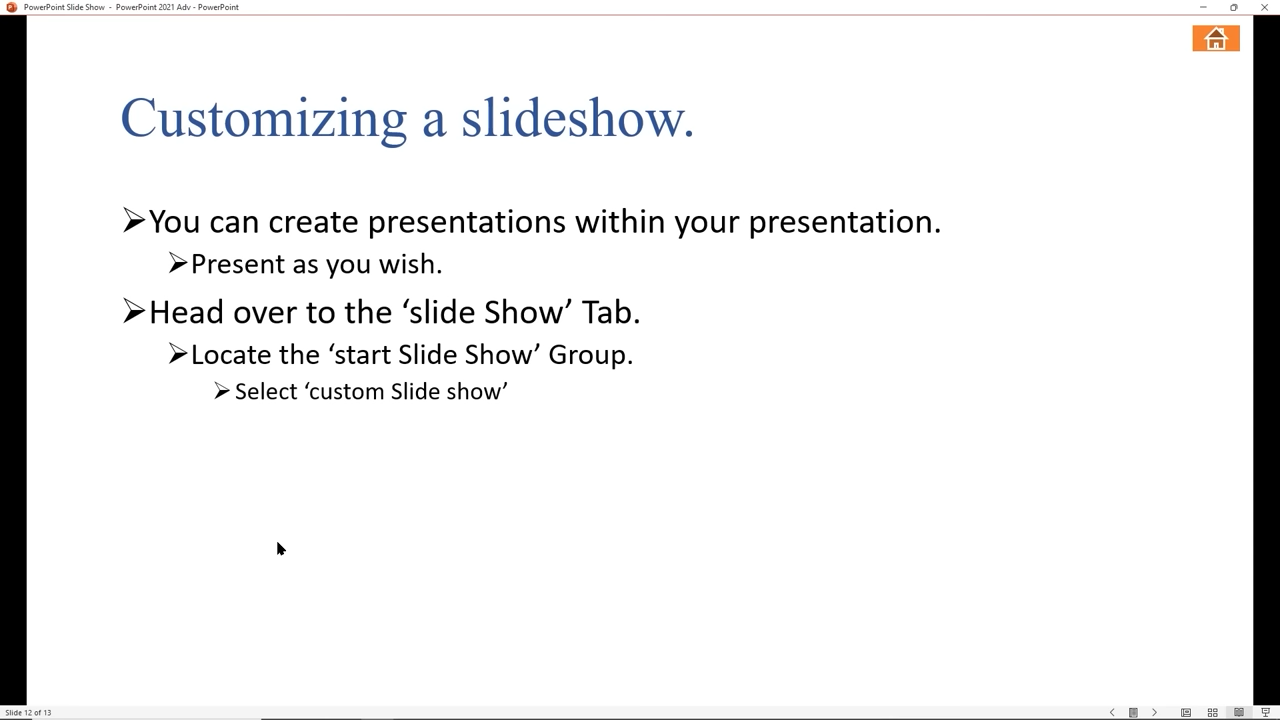 PowerPoint Slide Show - PowerPoint 2021 Adv - PowerPoint
Customizing a slideshow.
You can create presentations within your presentation.
Present as you wish.
Head over to the ‘slide Show’ Tab.
Locate the ‘start Slide Show’ Group.
Select ‘custom Slide show’
Slide 12 of 13